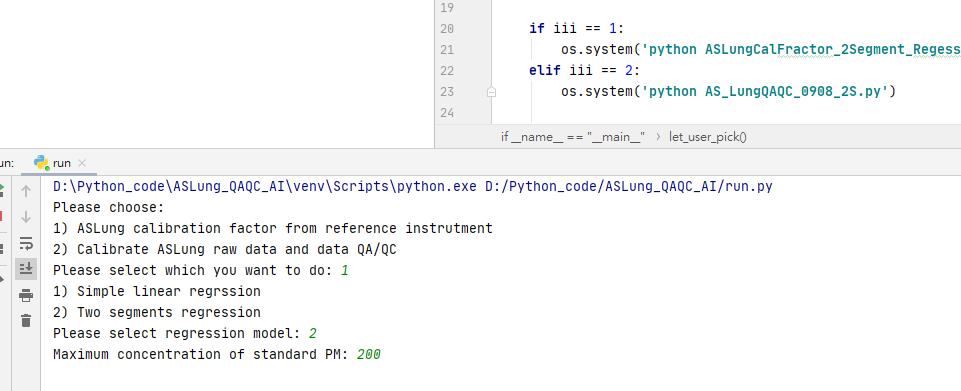 19
20 if iii == 1:
21 os.system('python ASLungCalFractor_2Segment_Regess
22 elif iii == 2:
23 os.system('python AS_LungQAQC_0908_2S.py')
24
if __name__ == "__main__" › let_user_pick()
un: run ×
D:\Python_code\ASLung_QAQC_AI\venv\Scripts\python.exe D:/Python_code/ASLung_QAQC_AI/run.py
Please choose:
1) ASLung calibration factor from reference instrutment
2) Calibrate ASLung raw data and data QA/QC
Please select which you want to do: 1
1) Simple linear regrssion
2) Two segments regression
Please select regression model: 2
Maximum concentration of standard PM: 200